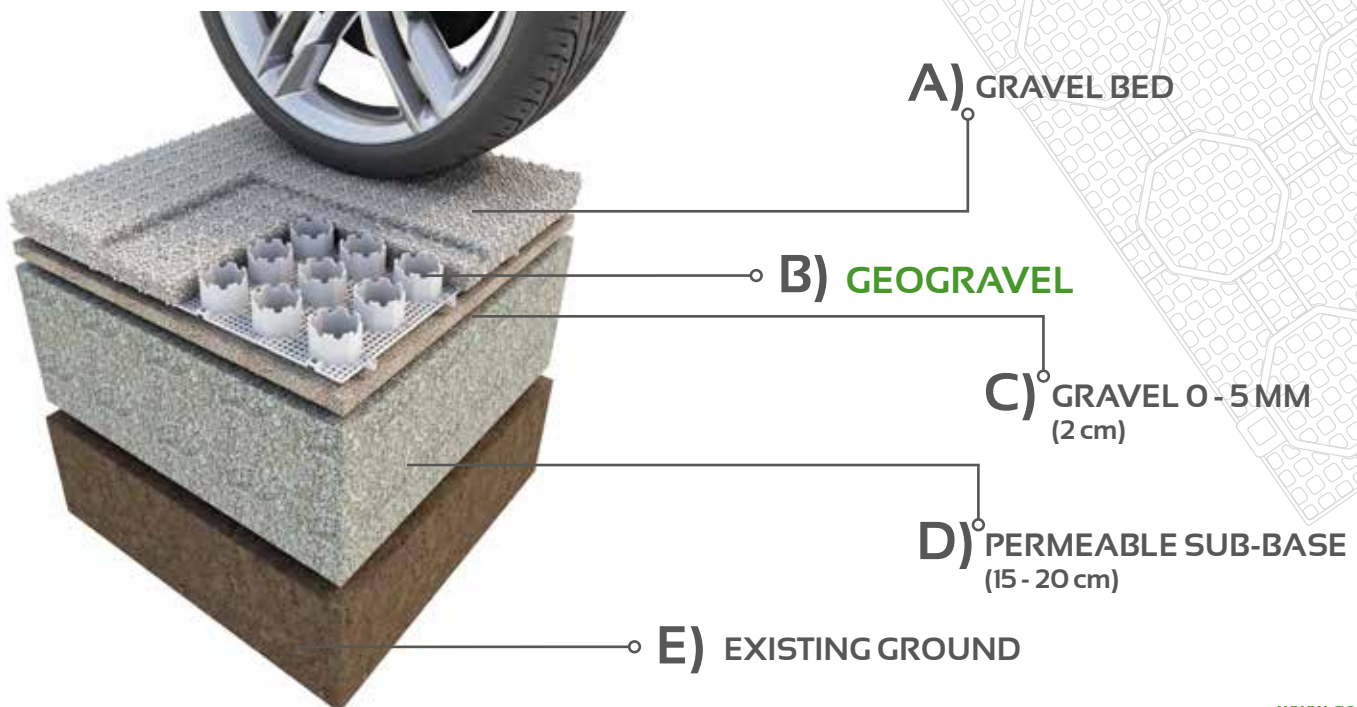 A) GRAVEL BED
B) GEOGRAVEL
C) GRAVEL 0 - 5 MM
(2 cm)
D) PERMEABLE SUB-BASE
(15 - 20 cm)
E) EXISTING GROUND